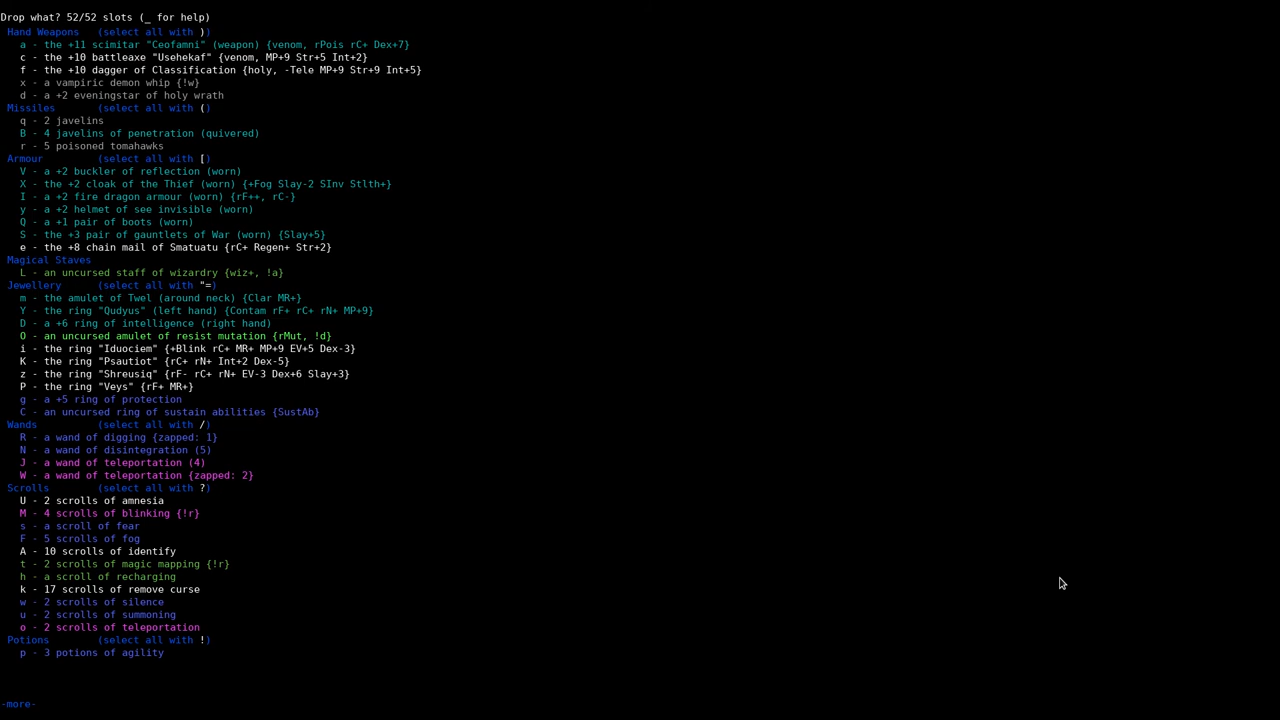 Drop what? 52/52 slots (_ for help)
Hand Weapons   (select all with ))
a - the +11 scimitar "Ceofamni" (weapon) {venom, rPois rC+ Dex+7}
c - the +10 battleaxe "Usehekaf" {venom, MP+9 Str+5 Int+2}
f - the +10 dagger of Classification {holy, -Tele MP+9 Str+9 Int+5}
x - a vampiric demon whip {!w}
d - a +2 eveningstar of holy wrath
Missiles       (select all with ()
q - 2 javelins
B - 4 javelins of penetration (quivered)
r - 5 poisoned tomahawks
Armour         (select all with [)
V - a +2 buckler of reflection (worn)
X - the +2 cloak of the Thief (worn) {+Fog Slay-2 SInv Stlth+}
I - a +2 fire dragon armour (worn) {rF++, rC-}
y - a +2 helmet of see invisible (worn)
Q - a +1 pair of boots (worn)
S - the +3 pair of gauntlets of War (worn) {Slay+5}
e - the +8 chain mail of Smatuatu {rC+ Regen+ Str+2}
Magical Staves
L - an uncursed staff of wizardry {wiz+, !a}
Jewellery      (select all with "=)
m - the amulet of Twel (around neck) {Clar MR+}
Y - the ring "Qudyus" (left hand) {Contam rF+ rC+ rN+ MP+9}
D - a +6 ring of intelligence (right hand)
O - an uncursed amulet of resist mutation {rMut, !d}
i - the ring "Iduociem" {+Blink rC+ MR+ MP+9 EV+5 Dex-3}
K - the ring "Psautiot" {rC+ rN+ Int+2 Dex-5}
z - the ring "Shreusiq" {rF- rC+ rN+ EV-3 Dex+6 Slay+3}
P - the ring "Veys" {rF+ MR+}
g - a +5 ring of protection
C - an uncursed ring of sustain abilities {SustAb}
Wands          (select all with /)
R - a wand of digging {zapped: 1}
N - a wand of disintegration (5)
J - a wand of teleportation (4)
W - a wand of teleportation {zapped: 2}
Scrolls        (select all with ?)
U - 2 scrolls of amnesia
M - 4 scrolls of blinking {!r}
s - a scroll of fear
F - 5 scrolls of fog
A - 10 scrolls of identify
t - 2 scrolls of magic mapping {!r}
h - a scroll of recharging
k - 17 scrolls of remove curse
w - 2 scrolls of silence
u - 2 scrolls of summoning
o - 2 scrolls of teleportation
Potions        (select all with !)
p - 3 potions of agility
-more-